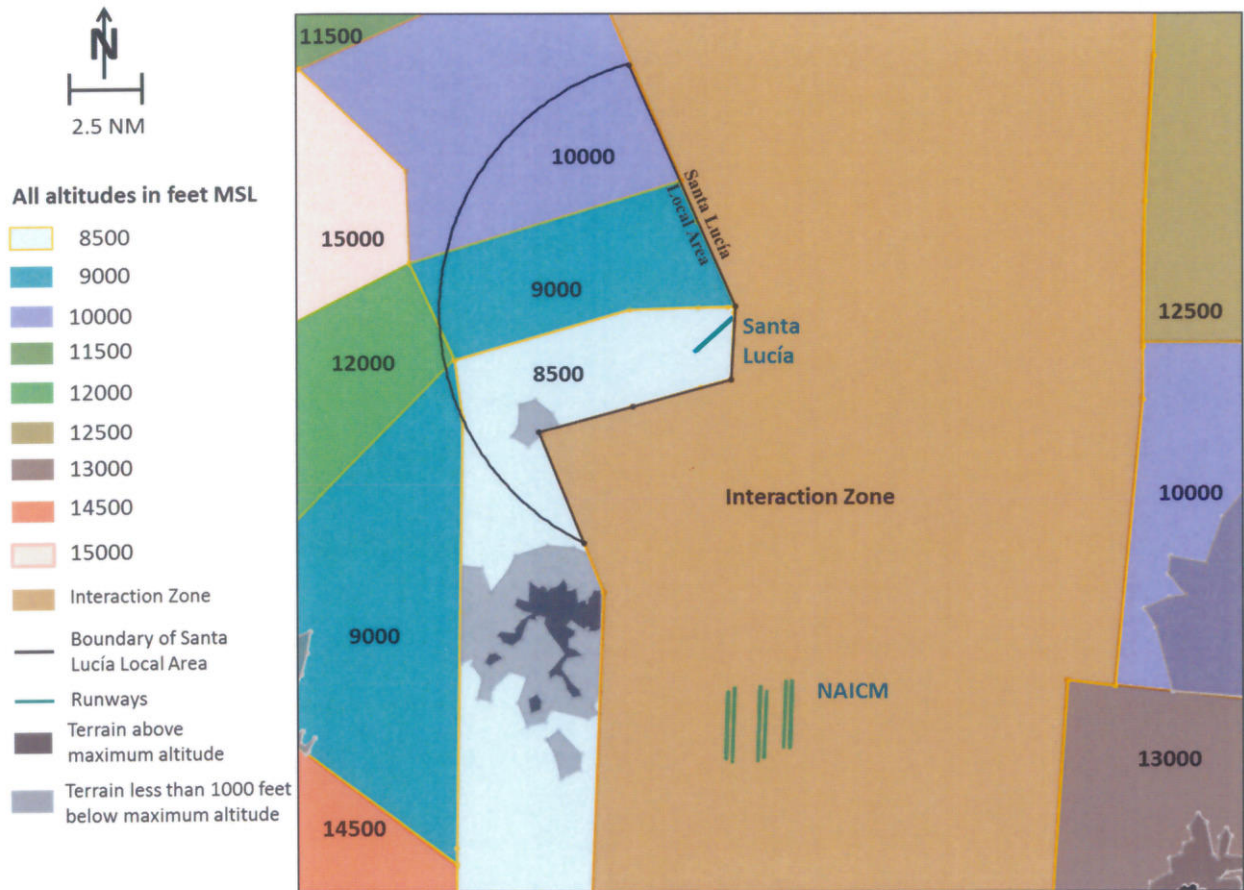 N
2.5 NM
All altitudes in feet MSL
8500
9000
10000
11500
12000
12500
13000
14500
15000
Interaction Zone
Boundary of Santa
Lucía Local Area
Runways
Terrain above
maximum altitude
Terrain less than 1000 feet
below maximum altitude
11500
10000
Santa Lucía
Local Area
15000
9000
12500
Santa
Lucía
12000
8500
Interaction Zone
10000
9000
NAICM
13000
14500